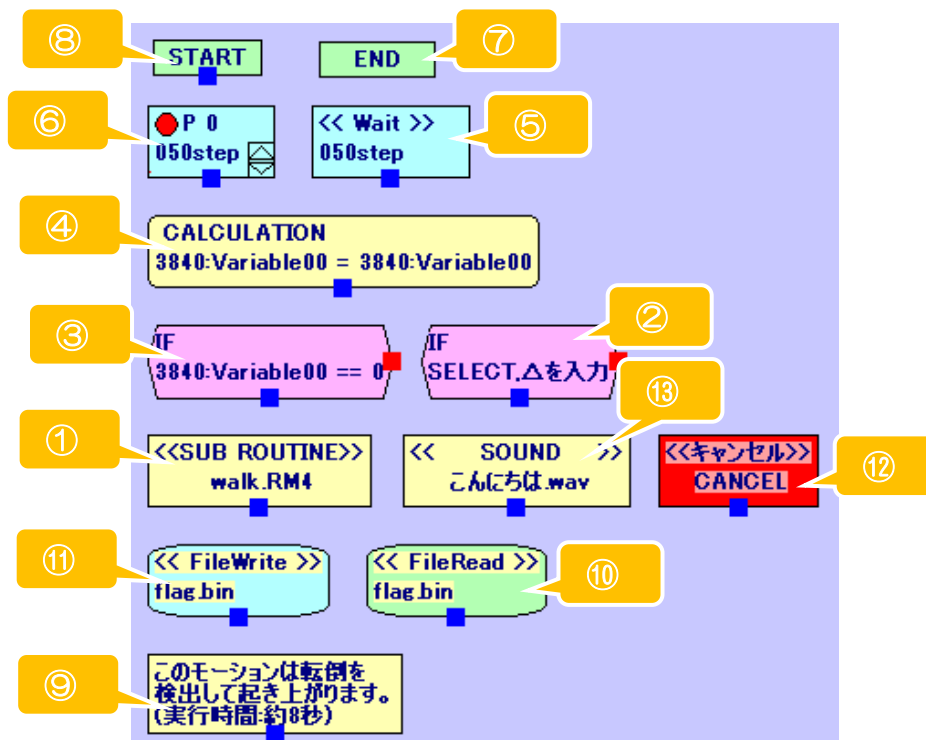 ⑧
START
END
⑦
⑥
P 0
050step
<< Wait >>
050step
⑤
④
CALCULATION
3840:Variable00 = 3840:Variable00
③
IF
3840:Variable00 == 0
②
IF
SELECT,△を入力
⑬
①
<<SUB ROUTINE>>
walk.RM4
<< SOUND >>
こんにちは.wav
<<キャンセル>>
CANCEL
⑫
⑪
<< FileWrite >>
flag.bin
<< FileRead >>
flag.bin
⑩
⑨
このモーションは転倒を
検出して起き上がります。
(実行時間:約8秒)